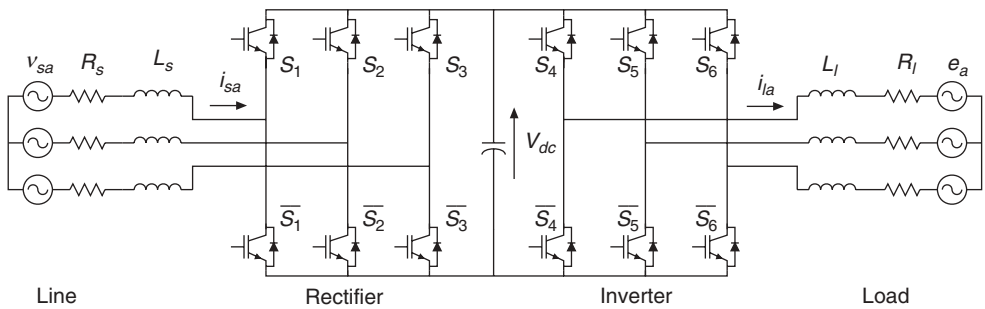 v_sa R_s L_s i_sa S_1 S_2 S_3 S_4 S_5 S_6 i_la L_l R_l e_a
V_dc
S̅_1 S̅_2 S̅_3 S̅_4 S̅_5 S̅_6
Line Rectifier Inverter Load